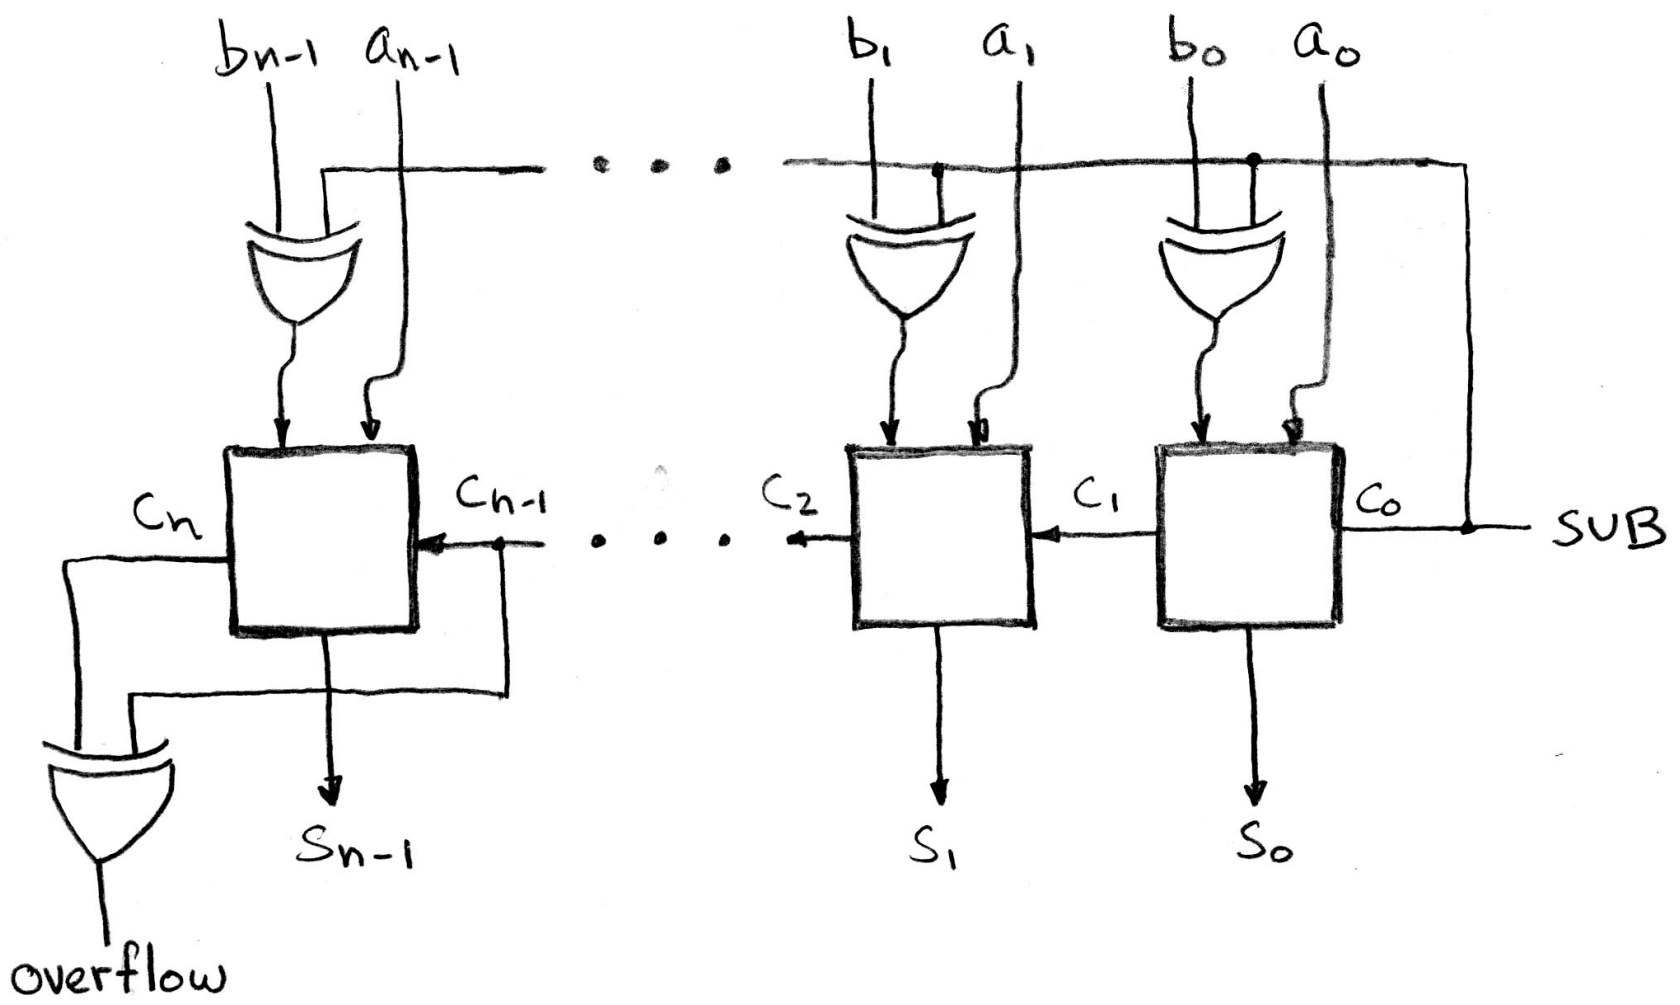 bn-1 an-1 b1 a1 b0 a0
Cn Cn-1 C2 C1 C0 SUB
Sn-1 S1 S0
overflow